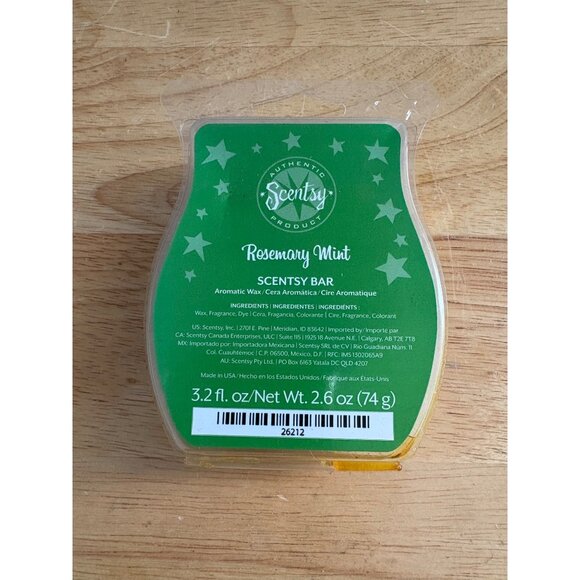 AUTHENTIC
Scentsy
PRODUCT
Rosemary Mint
SCENTSY BAR
Aromatic Wax / Cera Aromática / Cire Aromatique
INGREDIENTS | INGREDIENTES | INGRÉDIENTS:
Wax, Fragrance, Dye | Cera, Fragancia, Colorante | Cire, Fragrance, Colorant
US: Scentsy, Inc. | 2701 E. Pine | Meridian, ID 83642 | Imported by / Importé par
CA: Scentsy Canada Enterprises, ULC | Suite 115 | 1925 18 Avenue N.E. | Calgary, AB T2E 7T8
MX: Importado por: Importadora Mexicana | Scentsy SRL de CV | Río Guadiana Num. 11
Col. Cuauhtémoc | C.P. 06500, Mexico, D.F. | RFC: IMS 1302065A9
AU: Scentsy Pty Ltd. | PO Box 6163 Yatala DC QLD 4207
Made in USA / Hecho en los Estados Unidos / Fabriqué aux États-Unis
3.2 fl. oz/Net Wt. 2.6 oz (74 g)
26212